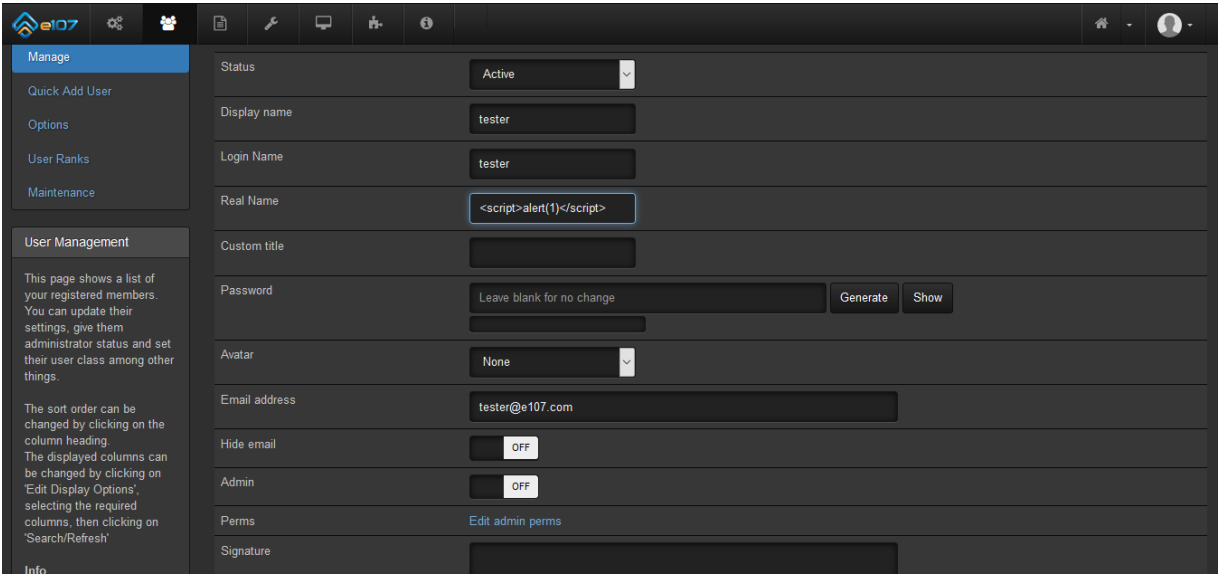 e107
Manage
Quick Add User
Options
User Ranks
Maintenance
User Management
This page shows a list of
your registered members.
You can update their
settings, give them
administrator status and set
their user class among other
things.
The sort order can be
changed by clicking on the
column heading.
The displayed columns can
be changed by clicking on
'Edit Display Options',
selecting the required
columns, then clicking on
'Search/Refresh'
Info
Status Active
Display name tester
Login Name tester
Real Name <script>alert(1)</script>
Custom title
Password Leave blank for no change Generate Show
Avatar None
Email address tester@e107.com
Hide email OFF
Admin OFF
Perms Edit admin perms
Signature